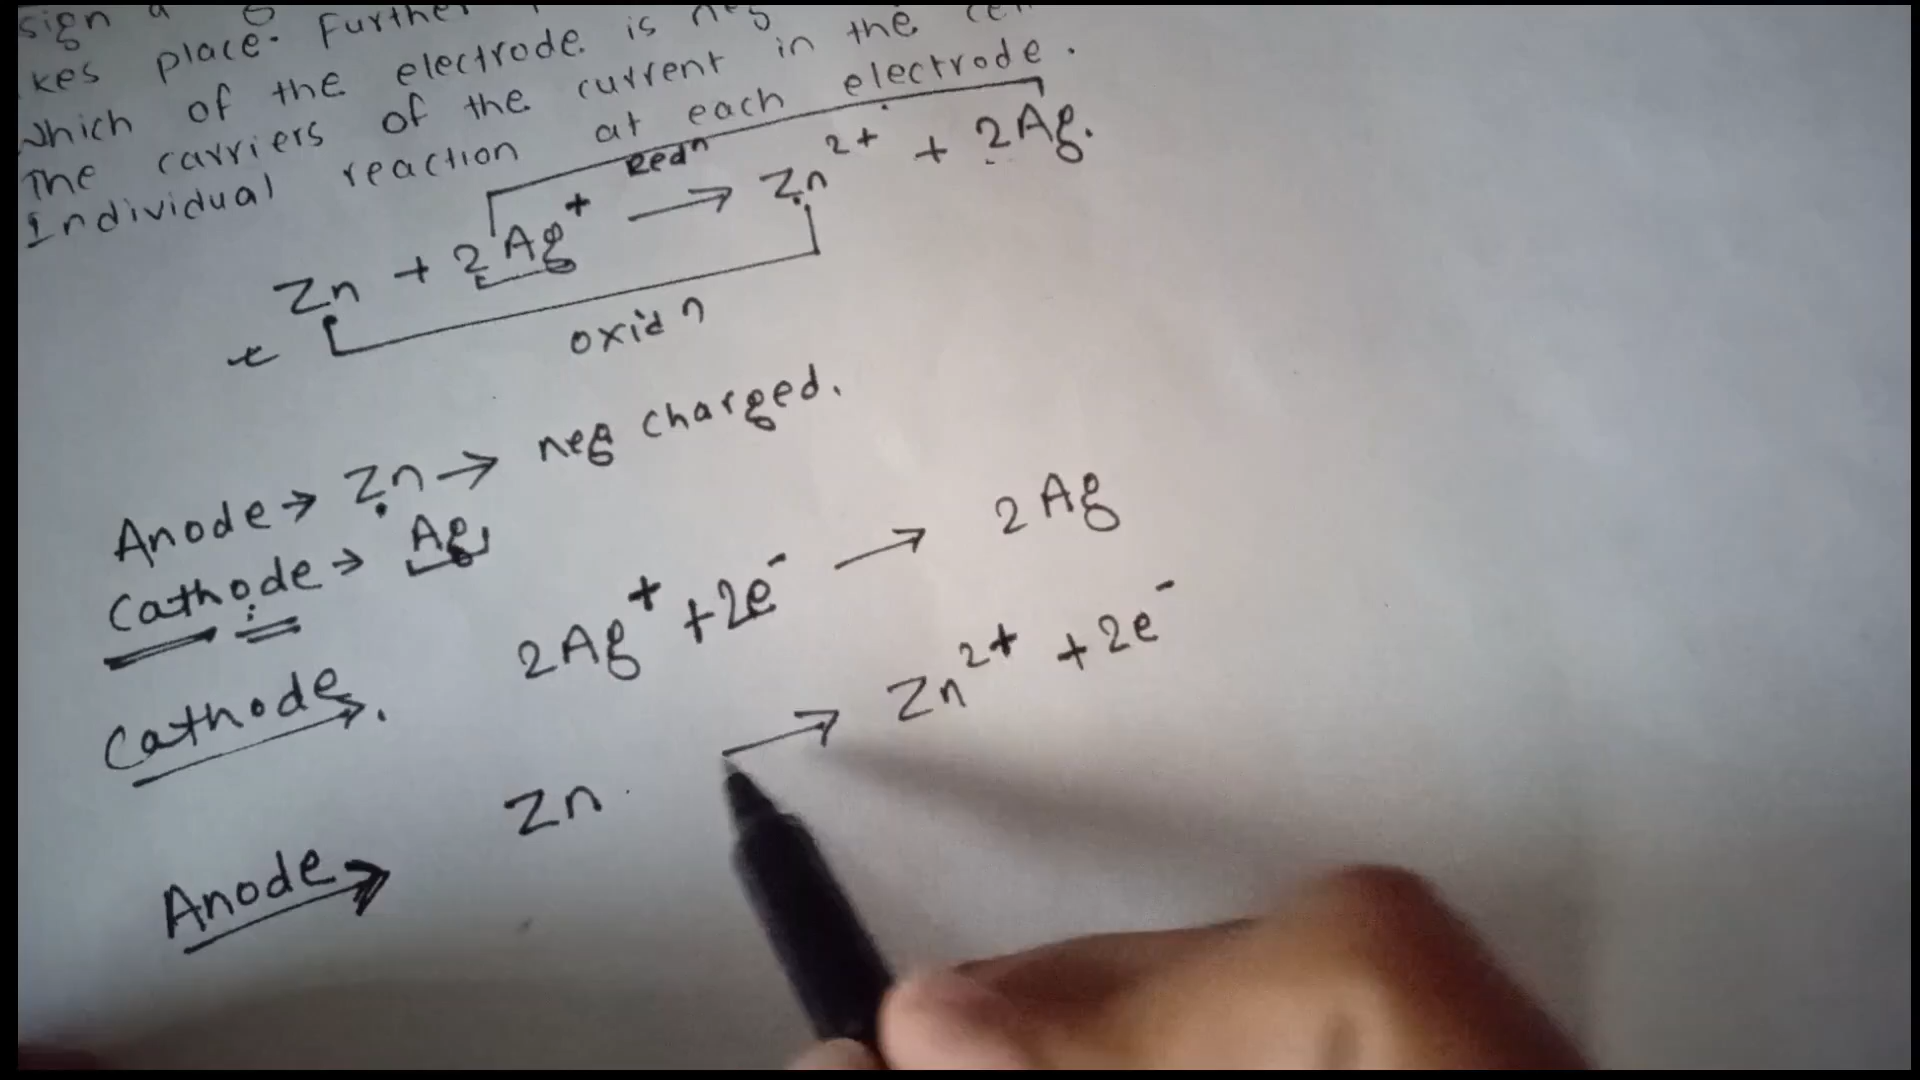 sign a
kes place. Further
Which of the electrode is neg
The carriers of the current in the cell
Individual reaction at each electrode.
Redn
Zn + 2Ag⁺ → Zn²⁺ + 2Ag.
oxidn
Anode → Zn → neg charged.
Cathode → Ag
Cathode → 2Ag⁺ + 2e⁻ → 2Ag
Anode → Zn → Zn²⁺ + 2e⁻